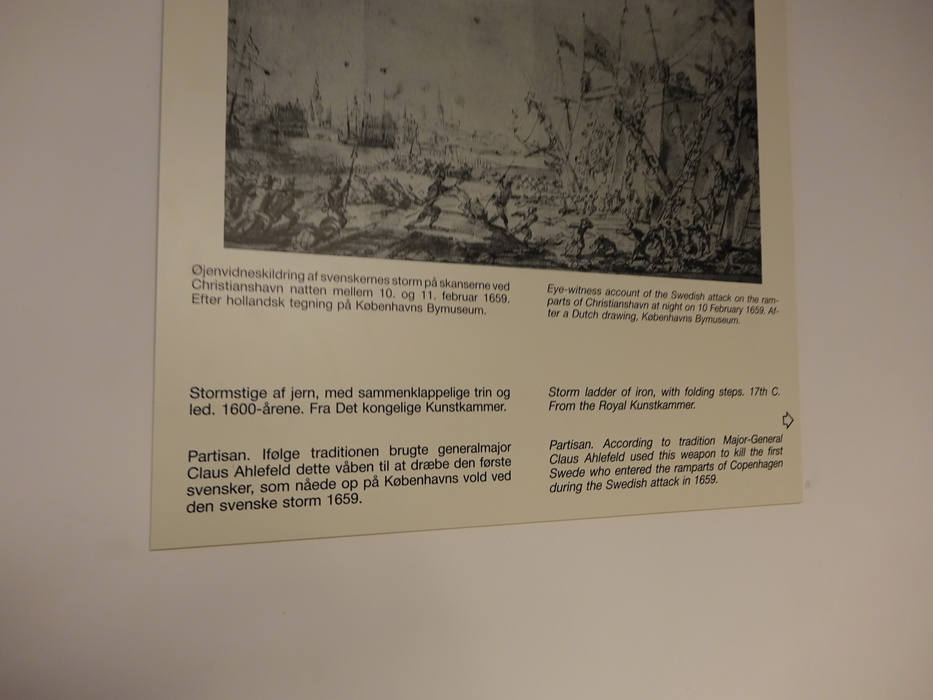 Øjenvidneskildring af svenskernes storm på skanserne ved
Christianshavn natten mellem 10. og 11. februar 1659.
Efter hollandsk tegning på Københavns Bymuseum.
Eye-witness account of the Swedish attack on the ram-
parts of Christianshavn at night on 10 February 1659. Af-
ter a Dutch drawing, Københavns Bymuseum.
Stormstige af jern, med sammenklappelige trin og
led. 1600-årene. Fra Det kongelige Kunstkammer.
Storm ladder of iron, with folding steps. 17th C.
From the Royal Kunstkammer.
Partisan. Ifølge traditionen brugte generalmajor
Claus Ahlefeld dette våben til at dræbe den første
svensker, som nåede op på Københavns vold ved
den svenske storm 1659.
Partisan. According to tradition Major-General
Claus Ahlefeld used this weapon to kill the first
Swede who entered the ramparts of Copenhagen
during the Swedish attack in 1659.